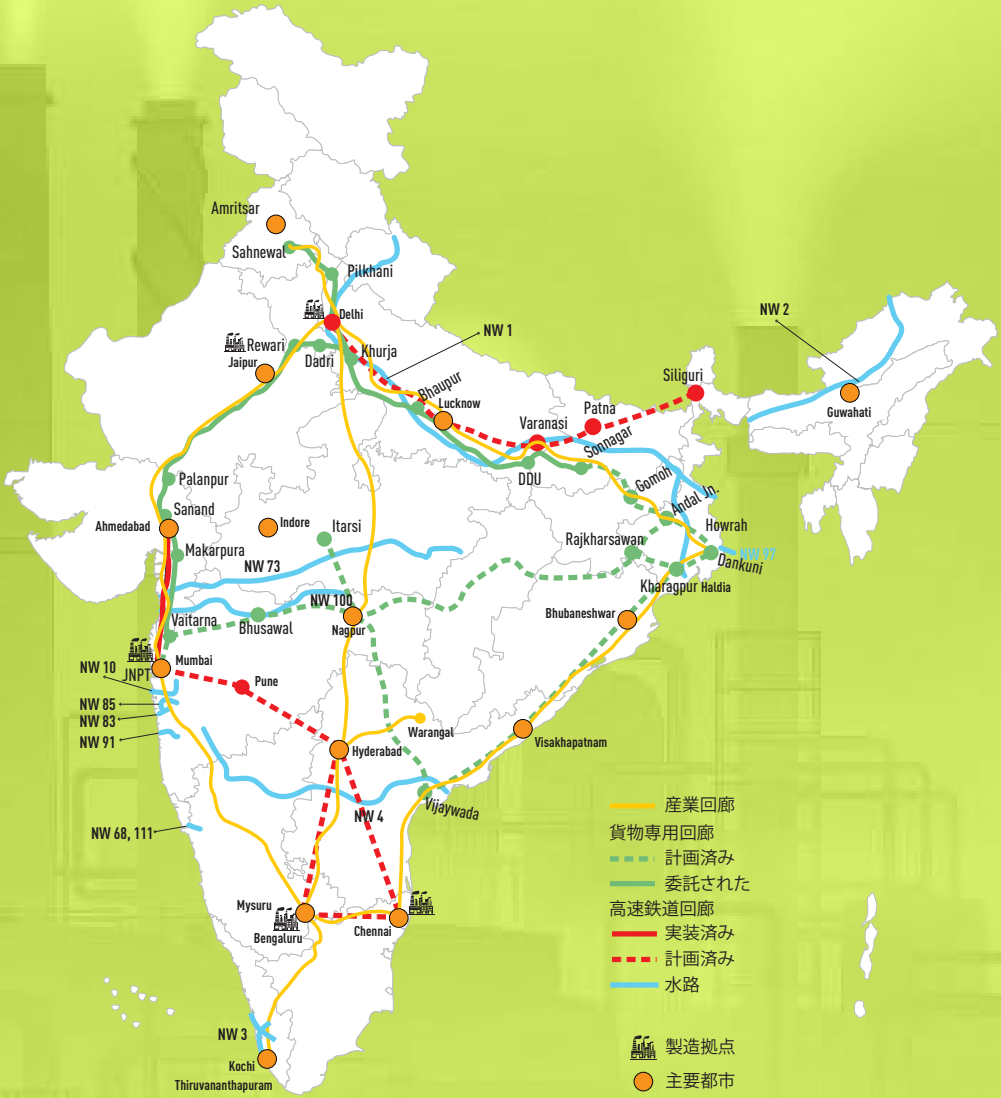 Amritsar
Sahnewal
Pilkhani
Delhi
NW 2
NW 1
Rewari
Jaipur
Dadri
Khurja
Siliguri
Bhaupur
Lucknow
Guwahati
Patna
Varanasi
Sonnagar
DDU
Gomoh
Palanpur
Andal Jn.
Sanand
Ahmedabad
Indore
Itarsi
Howrah
Rajkharsawan
Makarpura
NW 97
Dankuni
NW 73
Kharagpur Haldia
NW 100
Bhubaneshwar
Vaitarna
Bhusawal
Nagpur
Mumbai
NW 10
JNPT
Pune
NW 85
NW 83
Warangal
NW 91
Hyderabad
Visakhapatnam
Vijaywada
NW 4
NW 68, 111
産業回廊
貨物専用回廊
計画済み
委託された
高速鉄道回廊
実装済み
計画済み
水路
Mysuru
Bengaluru
Chennai
NW 3
製造拠点
Kochi
Thiruvananthapuram
主要都市